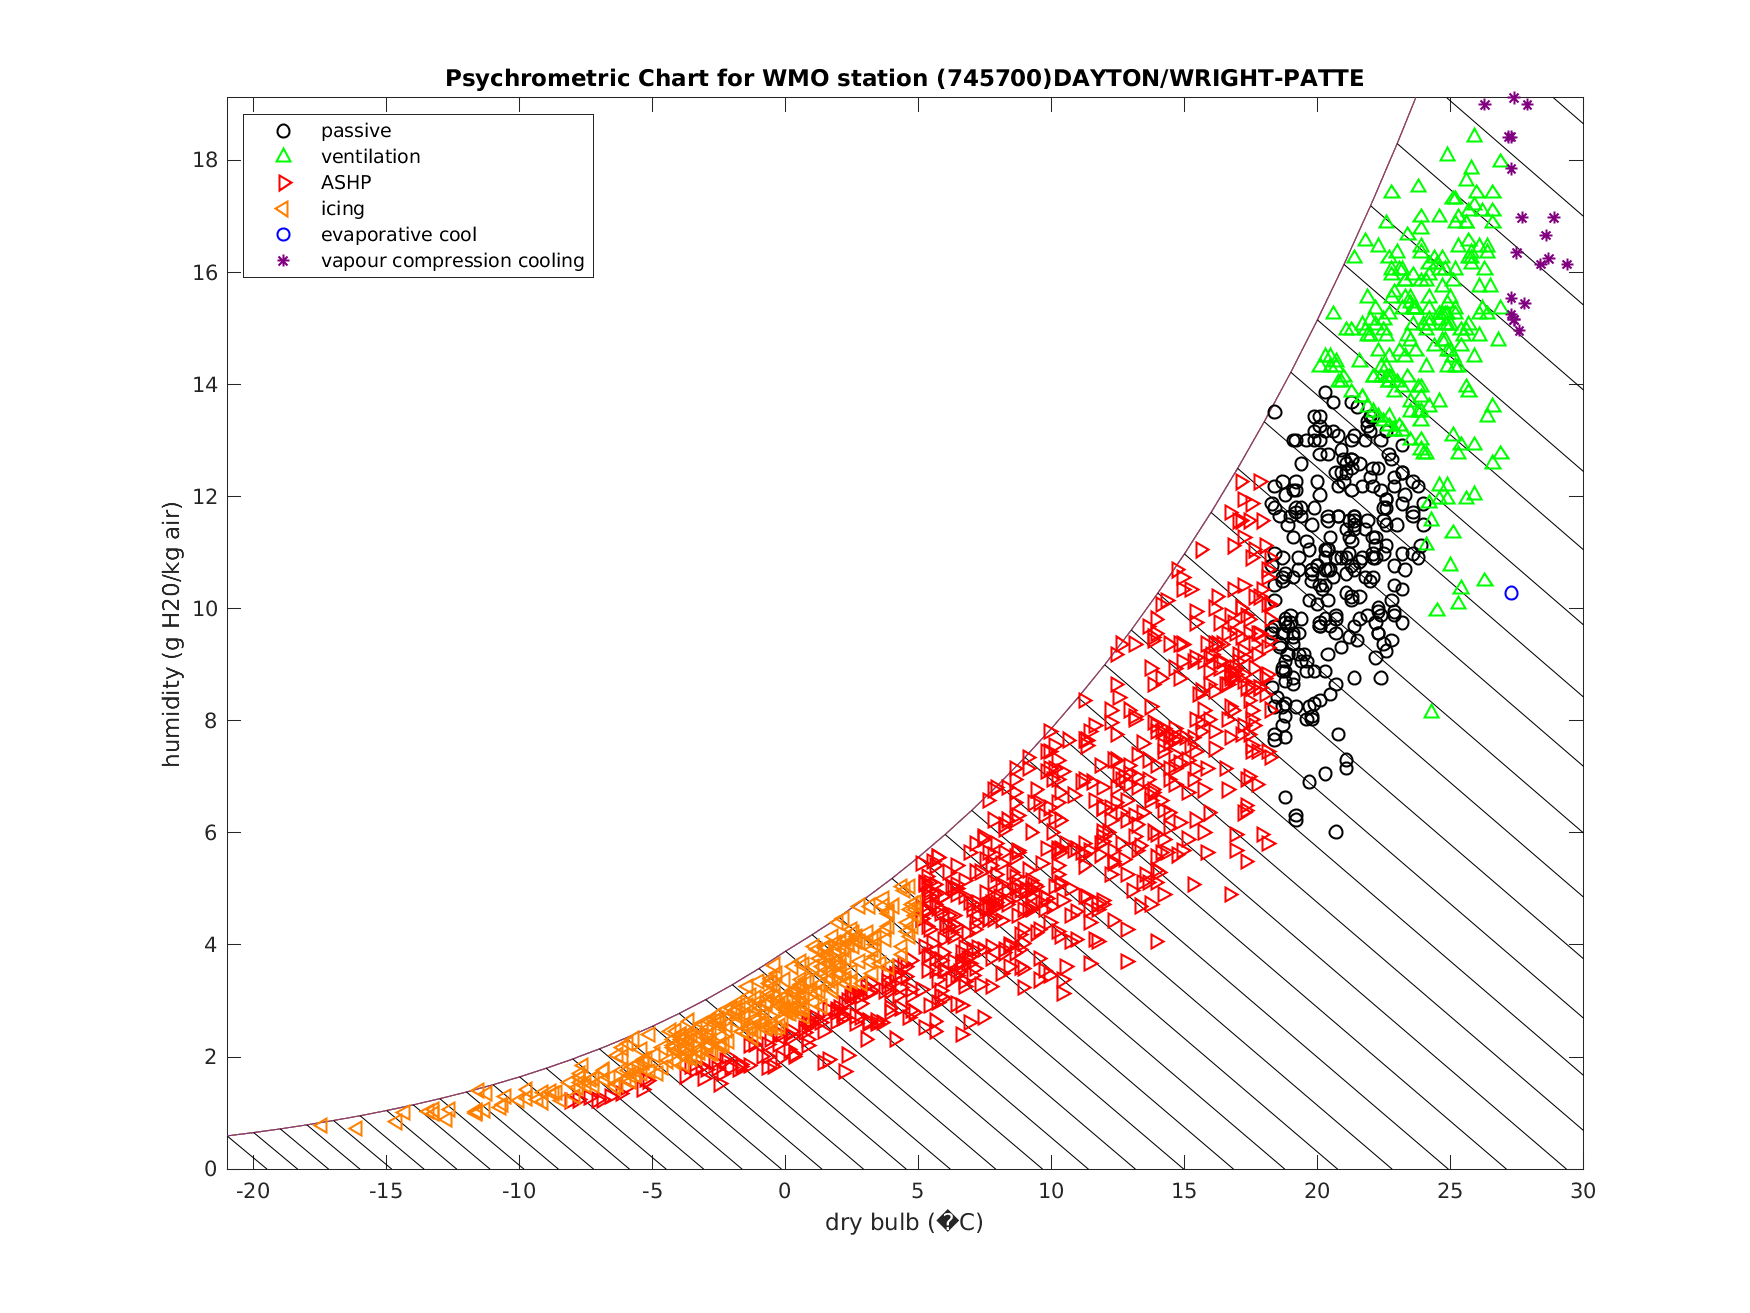 Psychrometric Chart for WMO station (745700)DAYTON/WRIGHT-PATTE
passive
ventilation
ASHP
icing
evaporative cool
vapour compression cooling
humidity (g H20/kg air)
18
16
14
12
10
8
6
4
2
0
-20 -15 -10 -5 0 5 10 15 20 25 30
dry bulb (�C)